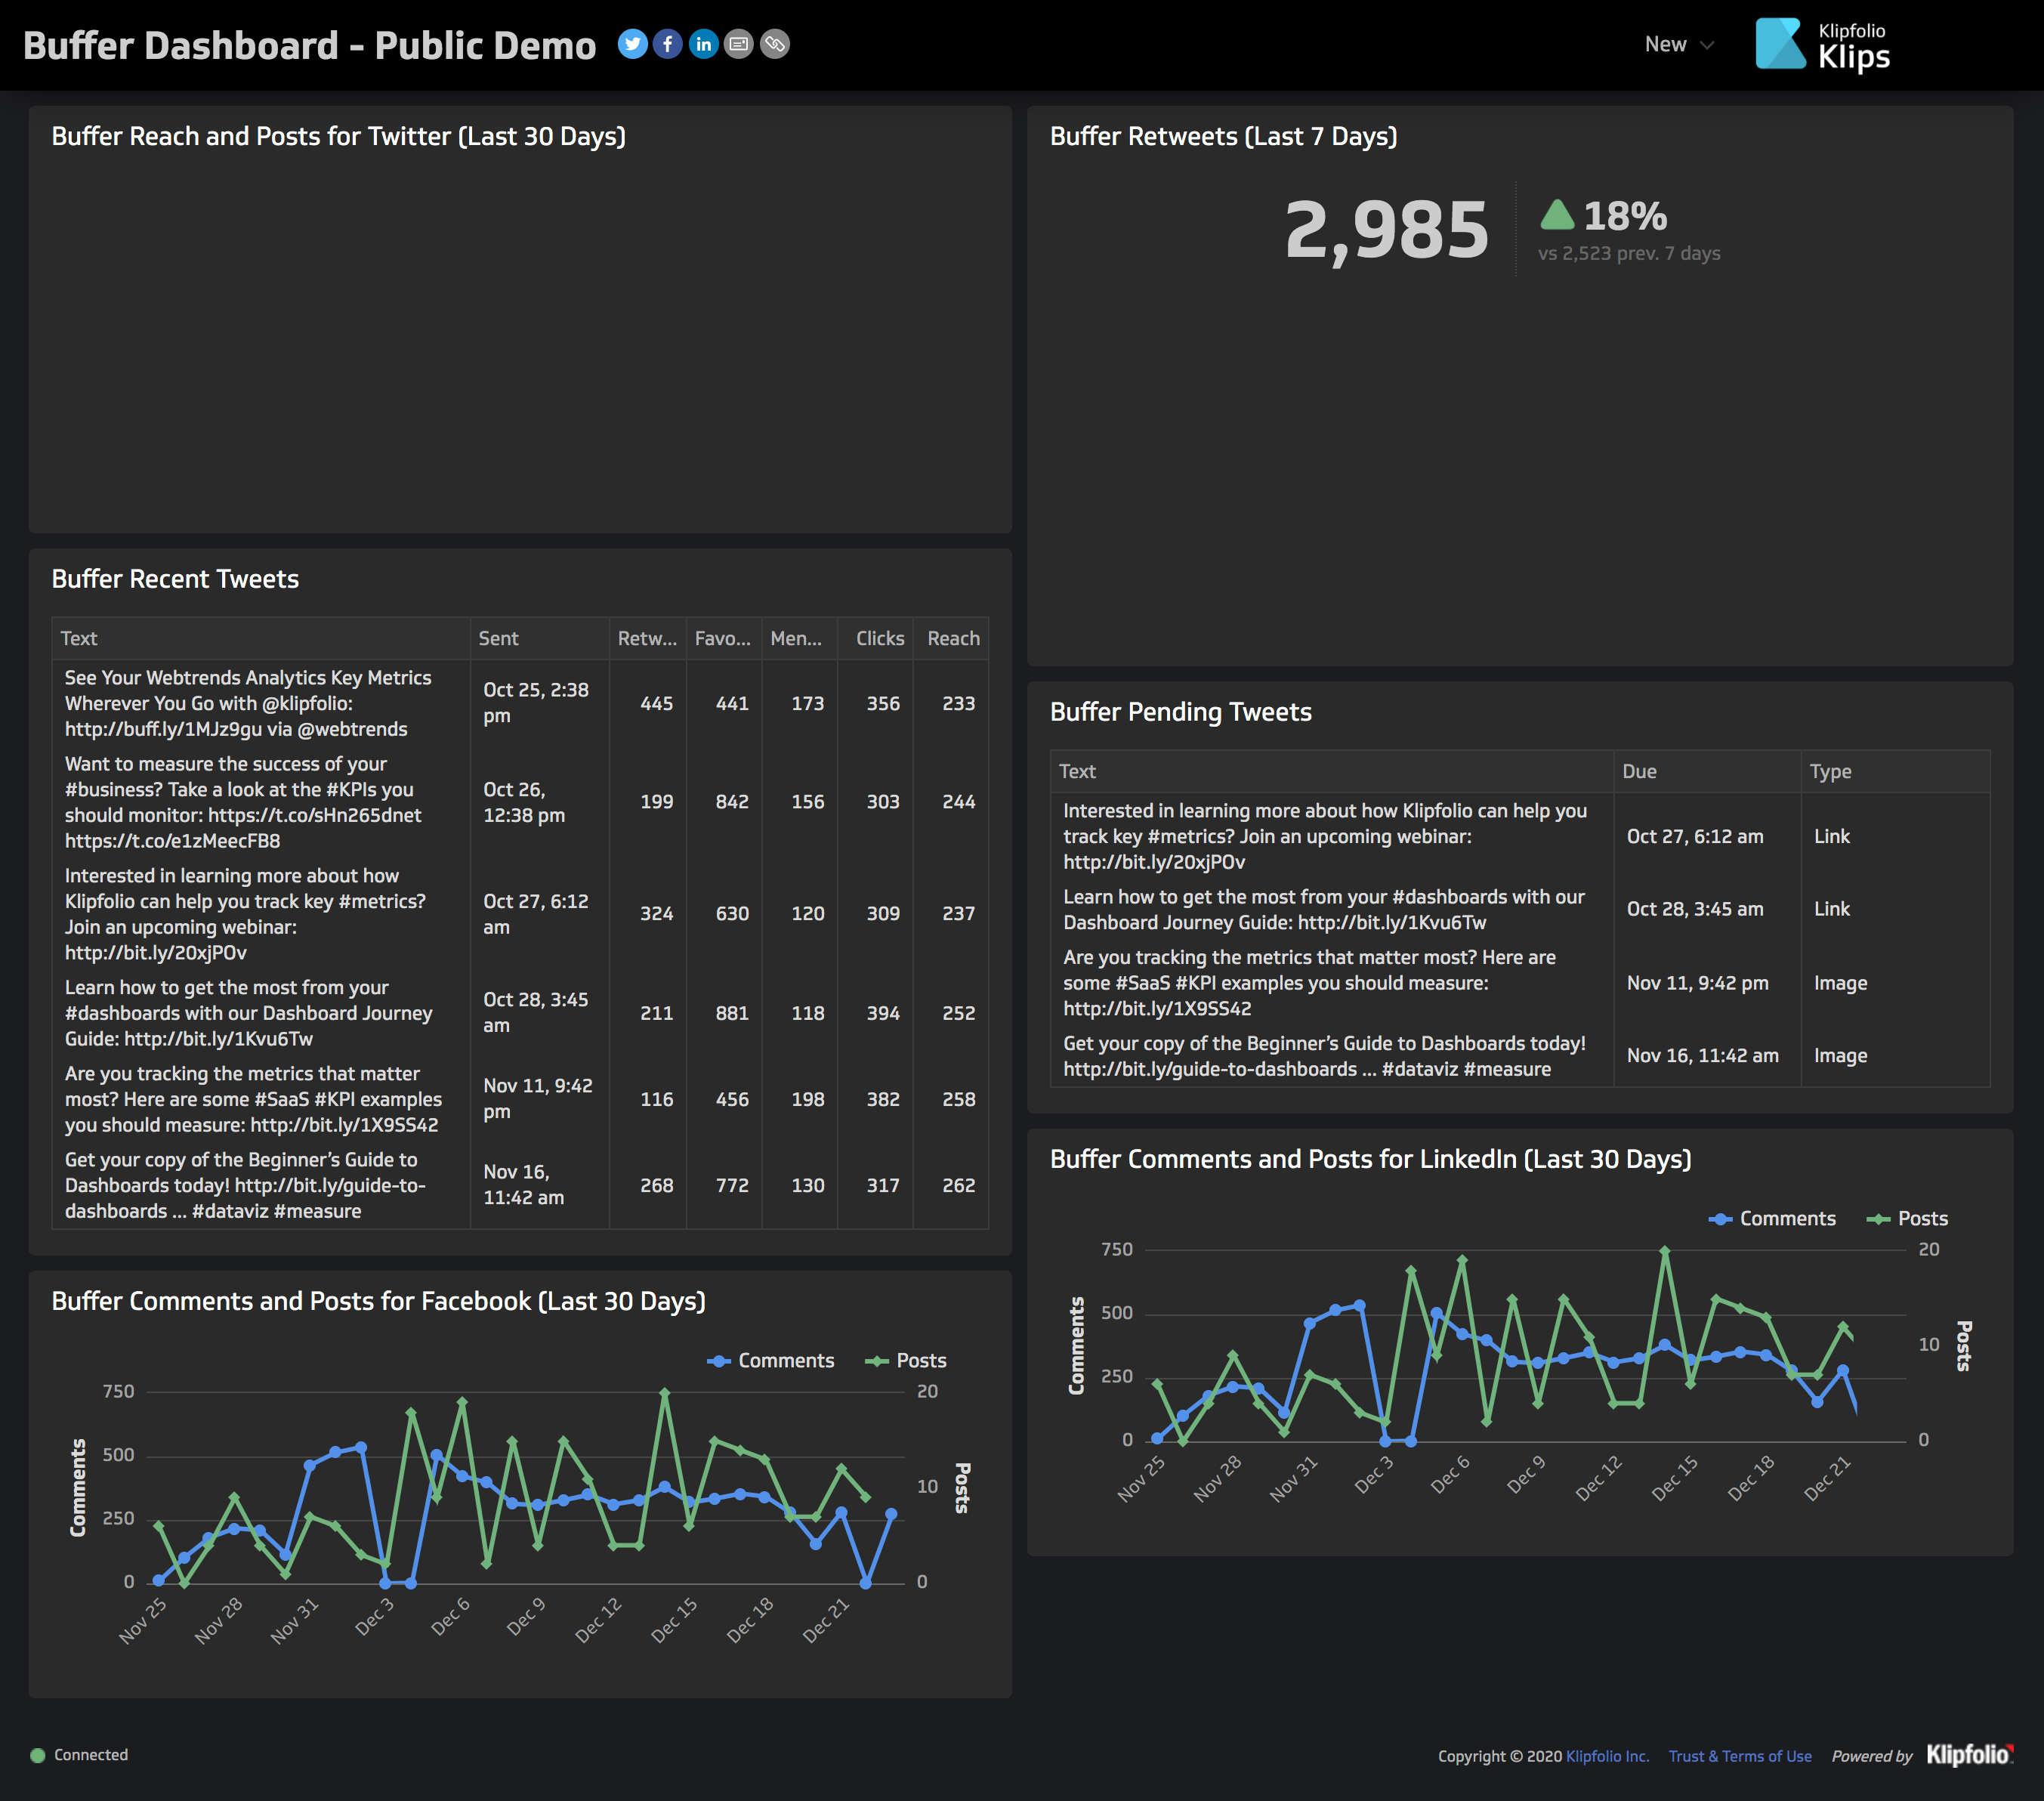 Buffer Dashboard - Public Demo
New
Klipfolio
Klips
Buffer Reach and Posts for Twitter (Last 30 Days)
Buffer Retweets (Last 7 Days)
2,985
18%
vs 2,523 prev. 7 days
Buffer Recent Tweets
Text Sent Retw... Favo... Men... Clicks Reach
See Your Webtrends Analytics Key Metrics
Wherever You Go with @klipfolio:
http://buff.ly/1MJz9gu via @webtrends
Oct 25, 2:38
pm
445 441 173 356 233
Want to measure the success of your
#business? Take a look at the #KPIs you
should monitor: https://t.co/sHn265dnet
https://t.co/e1zMeecFB8
Oct 26,
12:38 pm
199 842 156 303 244
Interested in learning more about how
Klipfolio can help you track key #metrics?
Join an upcoming webinar:
http://bit.ly/20xjPOv
Oct 27, 6:12
am
324 630 120 309 237
Learn how to get the most from your
#dashboards with our Dashboard Journey
Guide: http://bit.ly/1Kvu6Tw
Oct 28, 3:45
am
211 881 118 394 252
Are you tracking the metrics that matter
most? Here are some #SaaS #KPI examples
you should measure: http://bit.ly/1X9SS42
Nov 11, 9:42
pm
116 456 198 382 258
Get your copy of the Beginner's Guide to
Dashboards today! http://bit.ly/guide-to-
dashboards ... #dataviz #measure
Nov 16,
11:42 am
268 772 130 317 262
Buffer Pending Tweets
Text Due Type
Interested in learning more about how Klipfolio can help you
track key #metrics? Join an upcoming webinar:
http://bit.ly/20xjPOv
Oct 27, 6:12 am Link
Learn how to get the most from your #dashboards with our
Dashboard Journey Guide: http://bit.ly/1Kvu6Tw
Oct 28, 3:45 am Link
Are you tracking the metrics that matter most? Here are
some #SaaS #KPI examples you should measure:
http://bit.ly/1X9SS42
Nov 11, 9:42 pm Image
Get your copy of the Beginner's Guide to Dashboards today!
http://bit.ly/guide-to-dashboards ... #dataviz #measure
Nov 16, 11:42 am Image
Buffer Comments and Posts for LinkedIn (Last 30 Days)
Comments Posts
750 20
500
10
250
0 0
Comments
Posts
Nov 25 Nov 28 Nov 31 Dec 3 Dec 6 Dec 9 Dec 12 Dec 15 Dec 18 Dec 21
Buffer Comments and Posts for Facebook (Last 30 Days)
Comments Posts
750 20
500
10
250
0 0
Comments
Posts
Nov 25 Nov 28 Nov 31 Dec 3 Dec 6 Dec 9 Dec 12 Dec 15 Dec 18 Dec 21
Connected
Copyright © 2020 Klipfolio Inc. Trust & Terms of Use Powered by Klipfolio